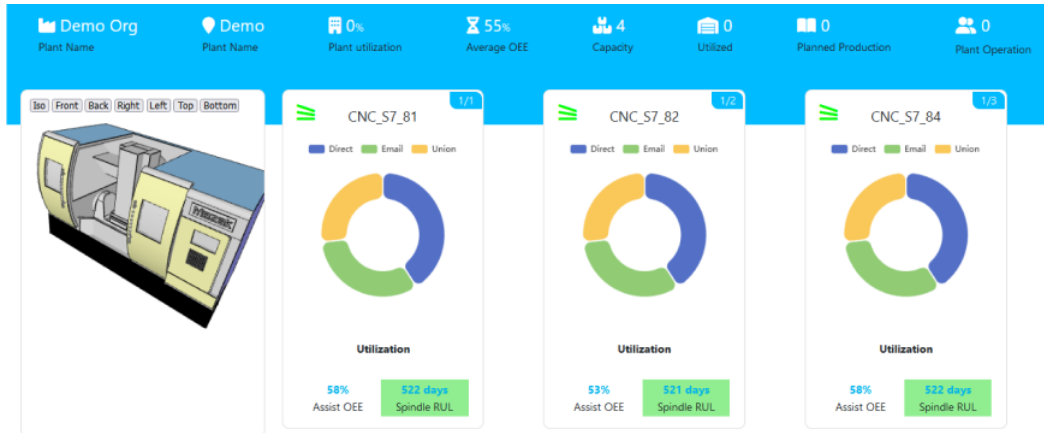 Demo Org
Plant Name
Demo
Plant Name
0%
Plant utilization
55%
Average OEE
4
Capacity
0
Utilized
0
Planned Production
0
Plant Operation
Iso Front Back Right Left Top Bottom
Mazak
1/1
CNC_S7_81
Direct Email Union
Utilization
58%
Assist OEE
522 days
Spindle RUL
1/2
CNC_S7_82
Direct Email Union
Utilization
53%
Assist OEE
521 days
Spindle RUL
1/3
CNC_S7_84
Direct Email Union
Utilization
58%
Assist OEE
522 days
Spindle RUL